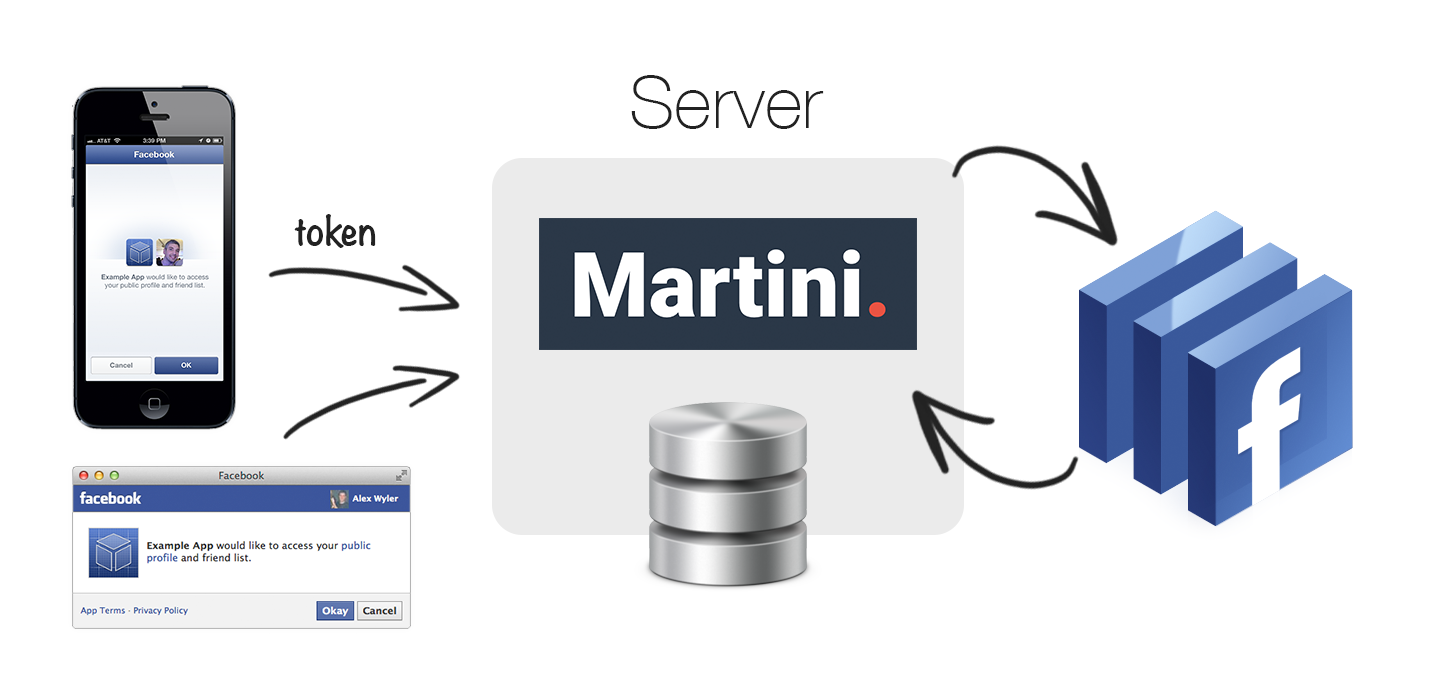 Server
AT&T 3:39 PM
Facebook
Example App would like to access
your public profile and friend list.
Cancel OK
token
Martini.
f
Facebook
facebook Alex Wyler
Example App would like to access your public
profile and friend list.
App Terms · Privacy Policy Okay Cancel